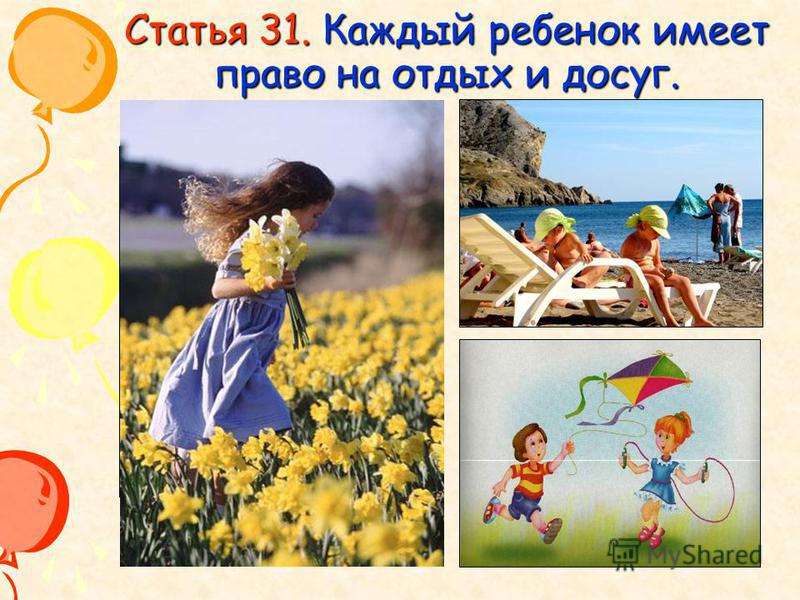 Статья 31. Каждый ребенок имеет
право на отдых и досуг.
MyShared